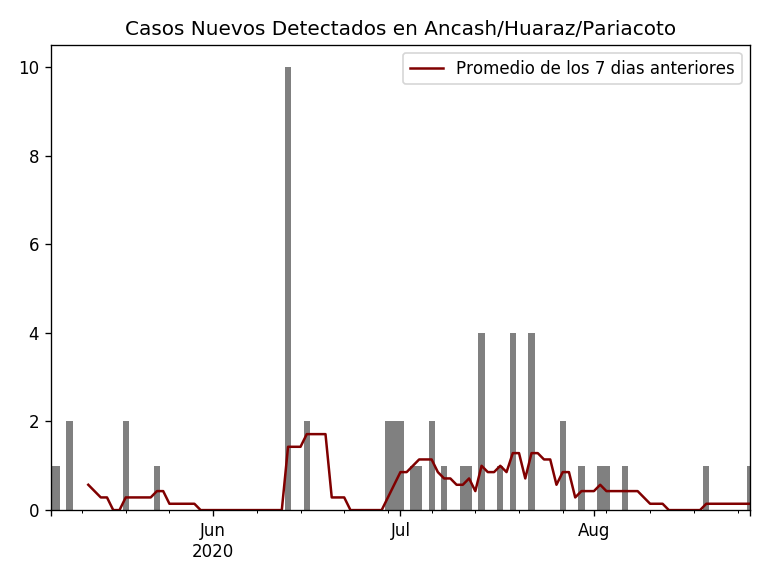 Casos Nuevos Detectados en Ancash/Huaraz/Pariacoto
Promedio de los 7 dias anteriores
10
8
6
4
2
0
Jun
2020
Jul
Aug